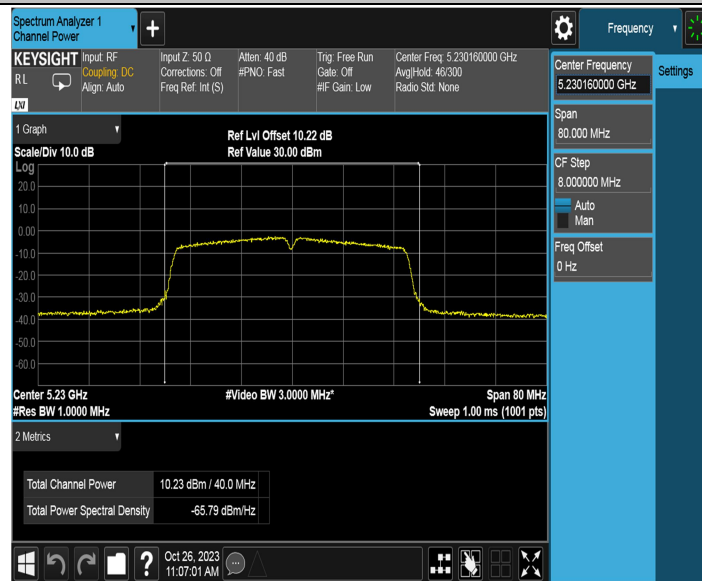 Spectrum Analyzer 1
Channel Power
+
Frequency
KEYSIGHT
RL
LXI
Input: RF
Coupling: DC
Align: Auto
Input Z: 50 Ω
Corrections: Off
Freq Ref: Int (S)
Atten: 40 dB
#PNO: Fast
Trig: Free Run
Gate: Off
#IF Gain: Low
Center Freq: 5.230160000 GHz
Avg|Hold: 46/300
Radio Std: None
Center Frequency
5.230160000 GHz
Settings
Span
80.000 MHz
CF Step
8.000000 MHz
Auto
Man
Freq Offset
0 Hz
1 Graph
Scale/Div 10.0 dB
Ref Lvl Offset 10.22 dB
Ref Value 30.00 dBm
Log
20.0
10.0
0.00
-10.0
-20.0
-30.0
-40.0
-50.0
-60.0
Center 5.23 GHz
#Video BW 3.0000 MHz*
Span 80 MHz
#Res BW 1.0000 MHz
Sweep 1.00 ms (1001 pts)
2 Metrics
Total Channel Power 10.23 dBm / 40.0 MHz
Total Power Spectral Density -65.79 dBm/Hz
?
Oct 26, 2023
11:07:01 AM